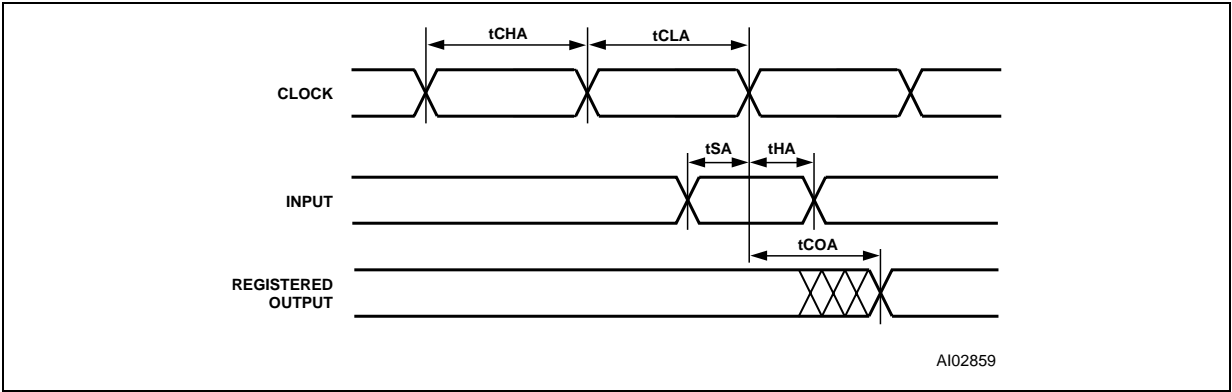 tCHA
tCLA
CLOCK
tSA
tHA
INPUT
tCOA
REGISTERED
OUTPUT
AI02859